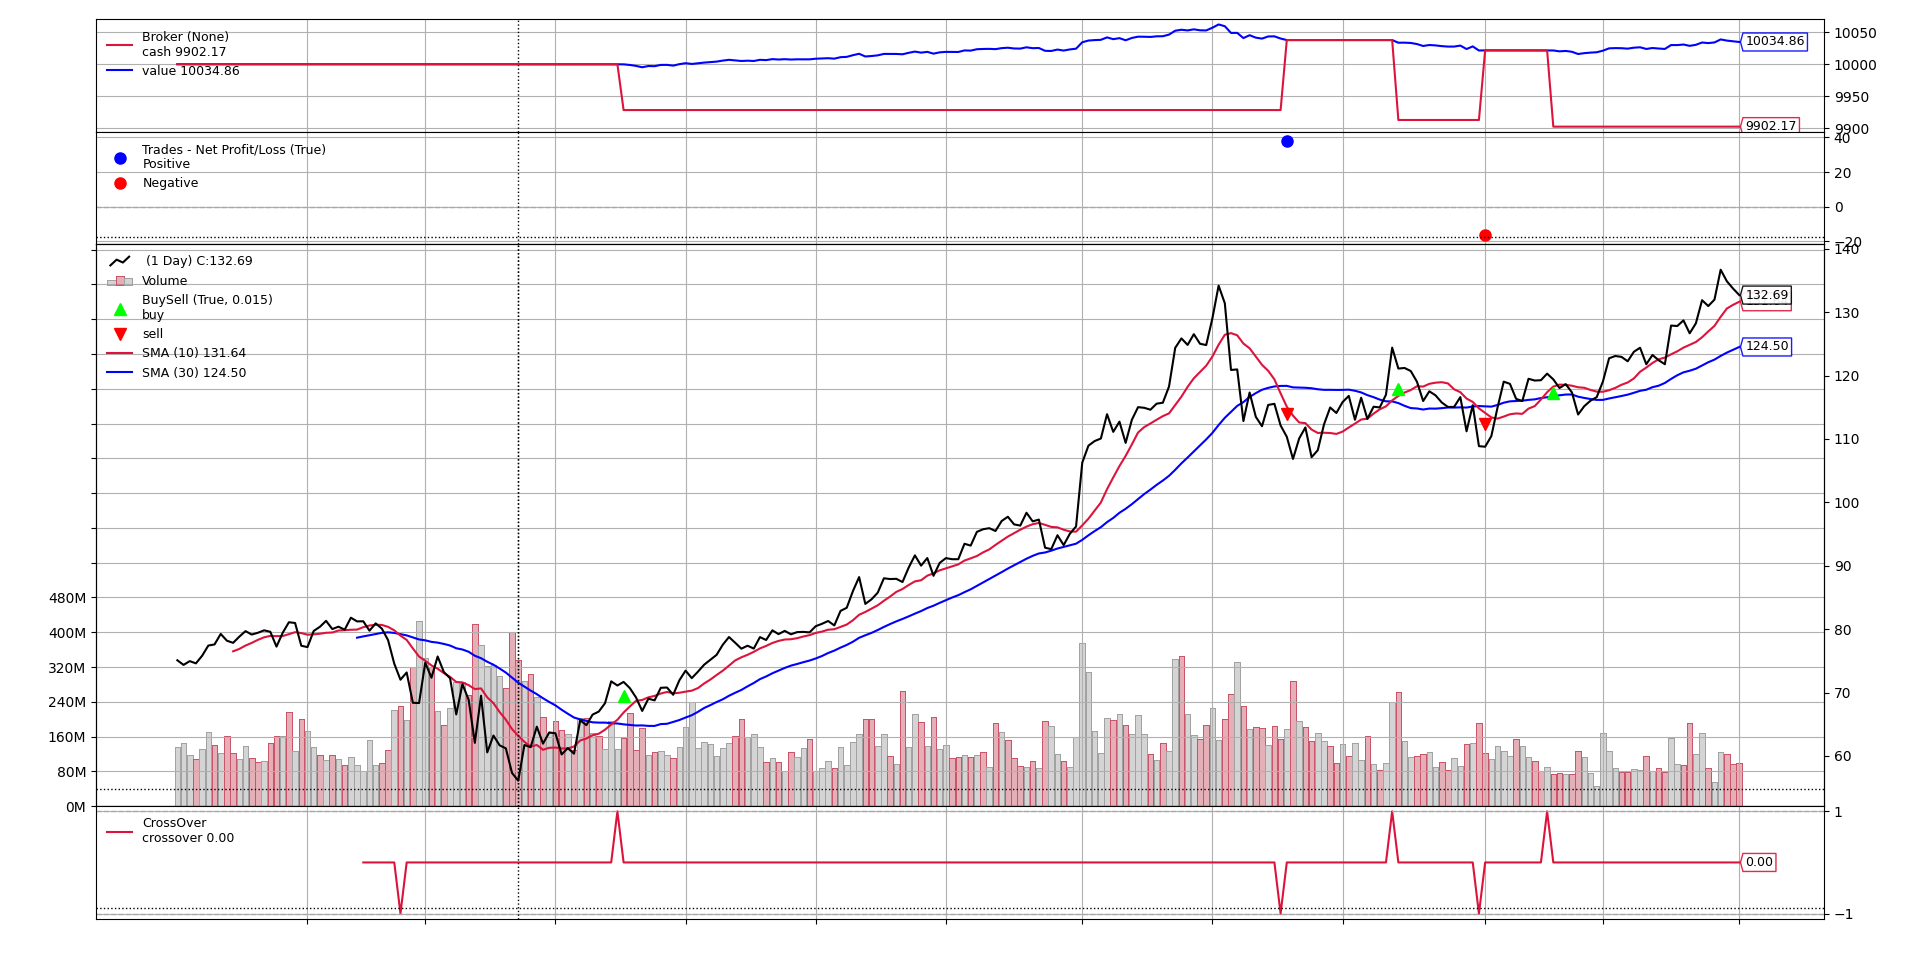 Broker (None)
cash 9902.17
value 10034.86
10050
10034.86
10000
9950
9902.17
9900
Trades - Net Profit/Loss (True)
Positive
Negative
40
20
0
−20
(1 Day) C:132.69
Volume
BuySell (True, 0.015)
buy
sell
SMA (10) 131.64
SMA (30) 124.50
140
132.69
130
124.50
120
110
100
90
80
70
60
480M
400M
320M
240M
160M
80M
0M
CrossOver
crossover 0.00
1
0.00
−1